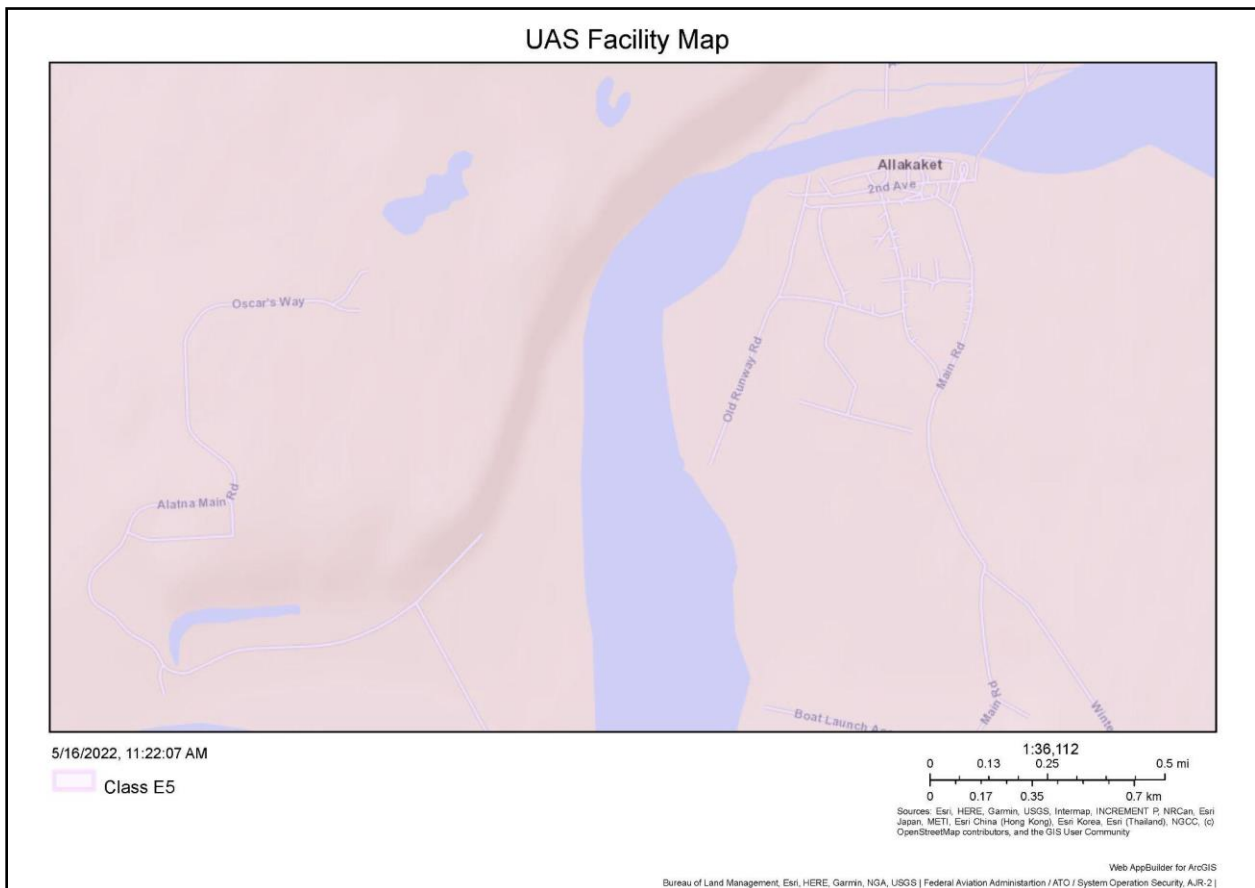 UAS Facility Map
Allakaket
2nd Ave
Oscar's Way
Old Runway Rd
Main Rd
Alatna Main Rd
Main Rd
Boat Launch
Winte
5/16/2022, 11:22:07 AM
Class E5
1:36,112
0 0.13 0.25 0.5 mi
0 0.17 0.35 0.7 km
Sources: Esri, HERE, Garmin, USGS, Intermap, INCREMENT P, NRCan, Esri
Japan, METI, Esri China (Hong Kong), Esri Korea, Esri (Thailand), NGCC, (c)
OpenStreetMap contributors, and the GIS User Community
Web AppBuilder for ArcGIS
Bureau of Land Management, Esri, HERE, Garmin, NGA, USGS | Federal Aviation Administartion / ATO / System Operation Security, AJR-2 |